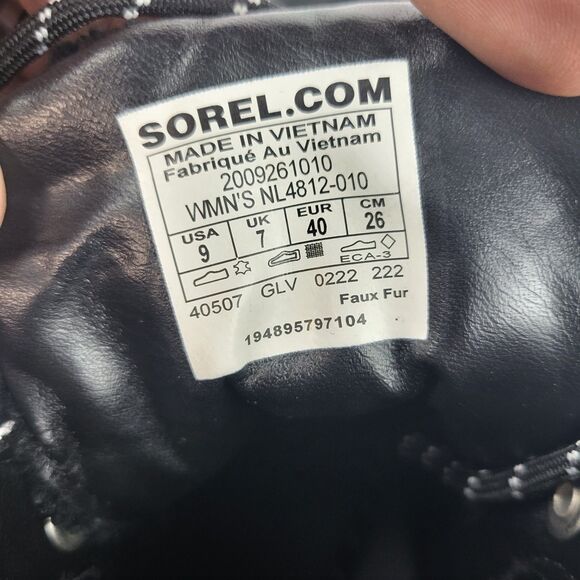 SOREL.COM
MADE IN VIETNAM
Fabriqué Au Vietnam
2009261010
WMN'S NL4812-010
USA UK EUR CM
9 7 40 26
ECA-3
40507 GLV 0222 222
Faux Fur
194895797104